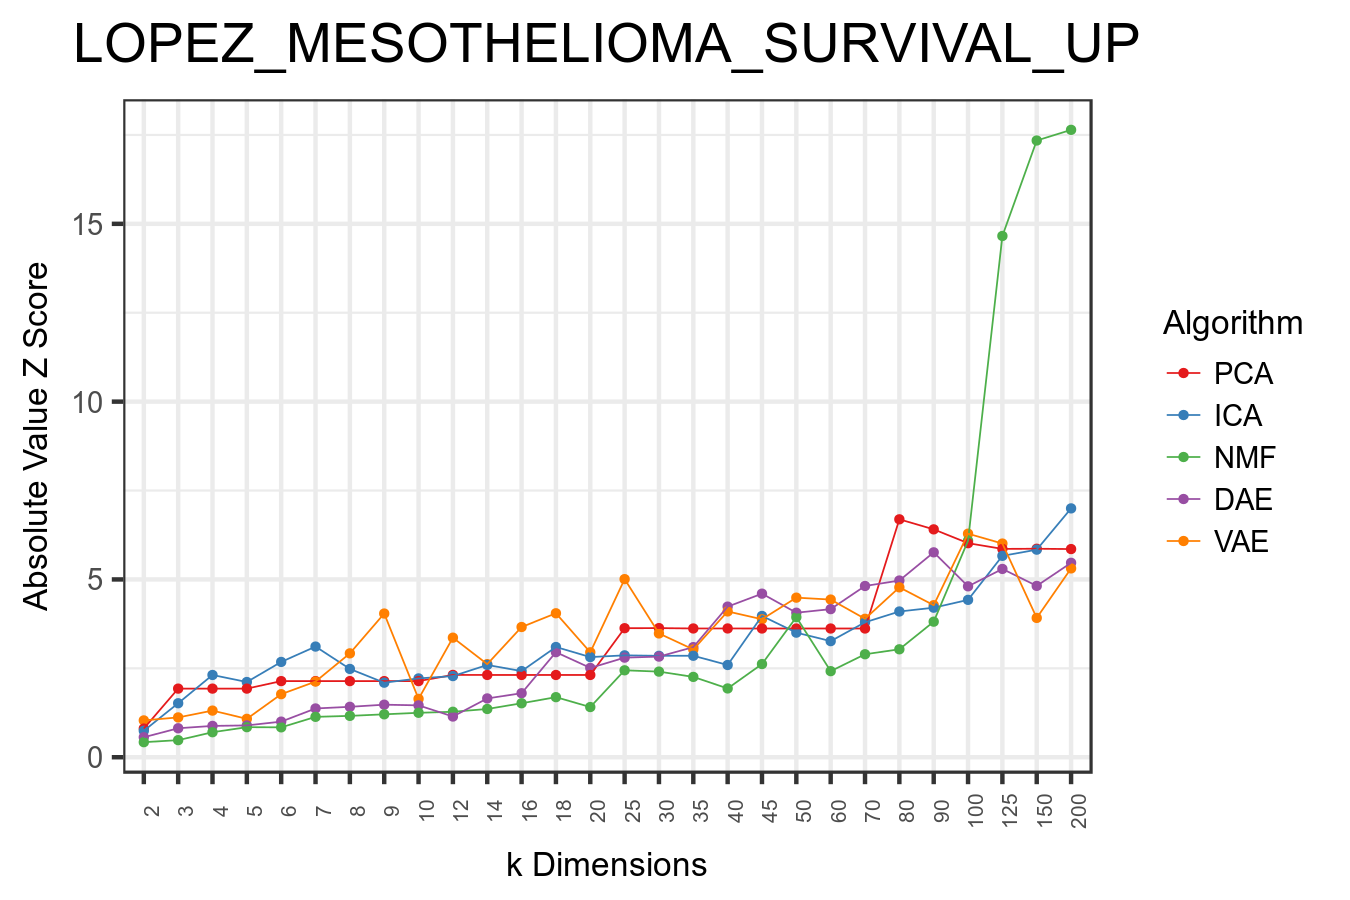 LOPEZ_MESOTHELIOMA_SURVIVAL_UP
Absolute Value Z Score
15
10
5
0
2 3 4 5 6 7 8 9 10 12 14 16 18 20 25 30 35 40 45 50 60 70 80 90 100 125 150 200
k Dimensions
Algorithm
PCA
ICA
NMF
DAE
VAE